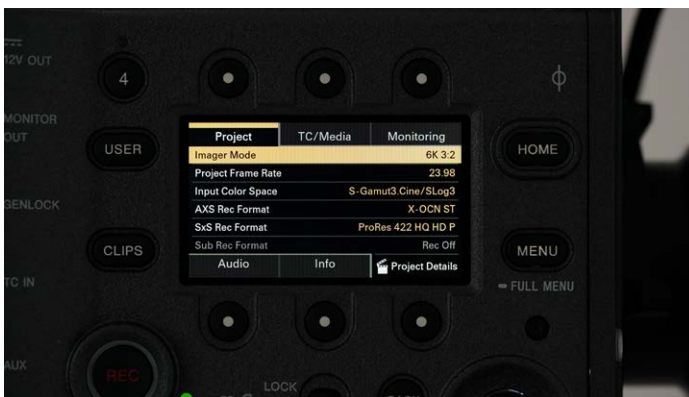 12V OUT
4
MONITOR
OUT
USER
HOME
GENLOCK
CLIPS
MENU
FULL MENU
TC IN
AUX
REC
LOCK
Project TC/Media Monitoring
Imager Mode 6K 3:2
Project Frame Rate 23.98
Input Color Space S-Gamut3.Cine/SLog3
AXS Rec Format X-OCN ST
SxS Rec Format ProRes 422 HQ HD P
Sub Rec Format Rec Off
Audio Info Project Details